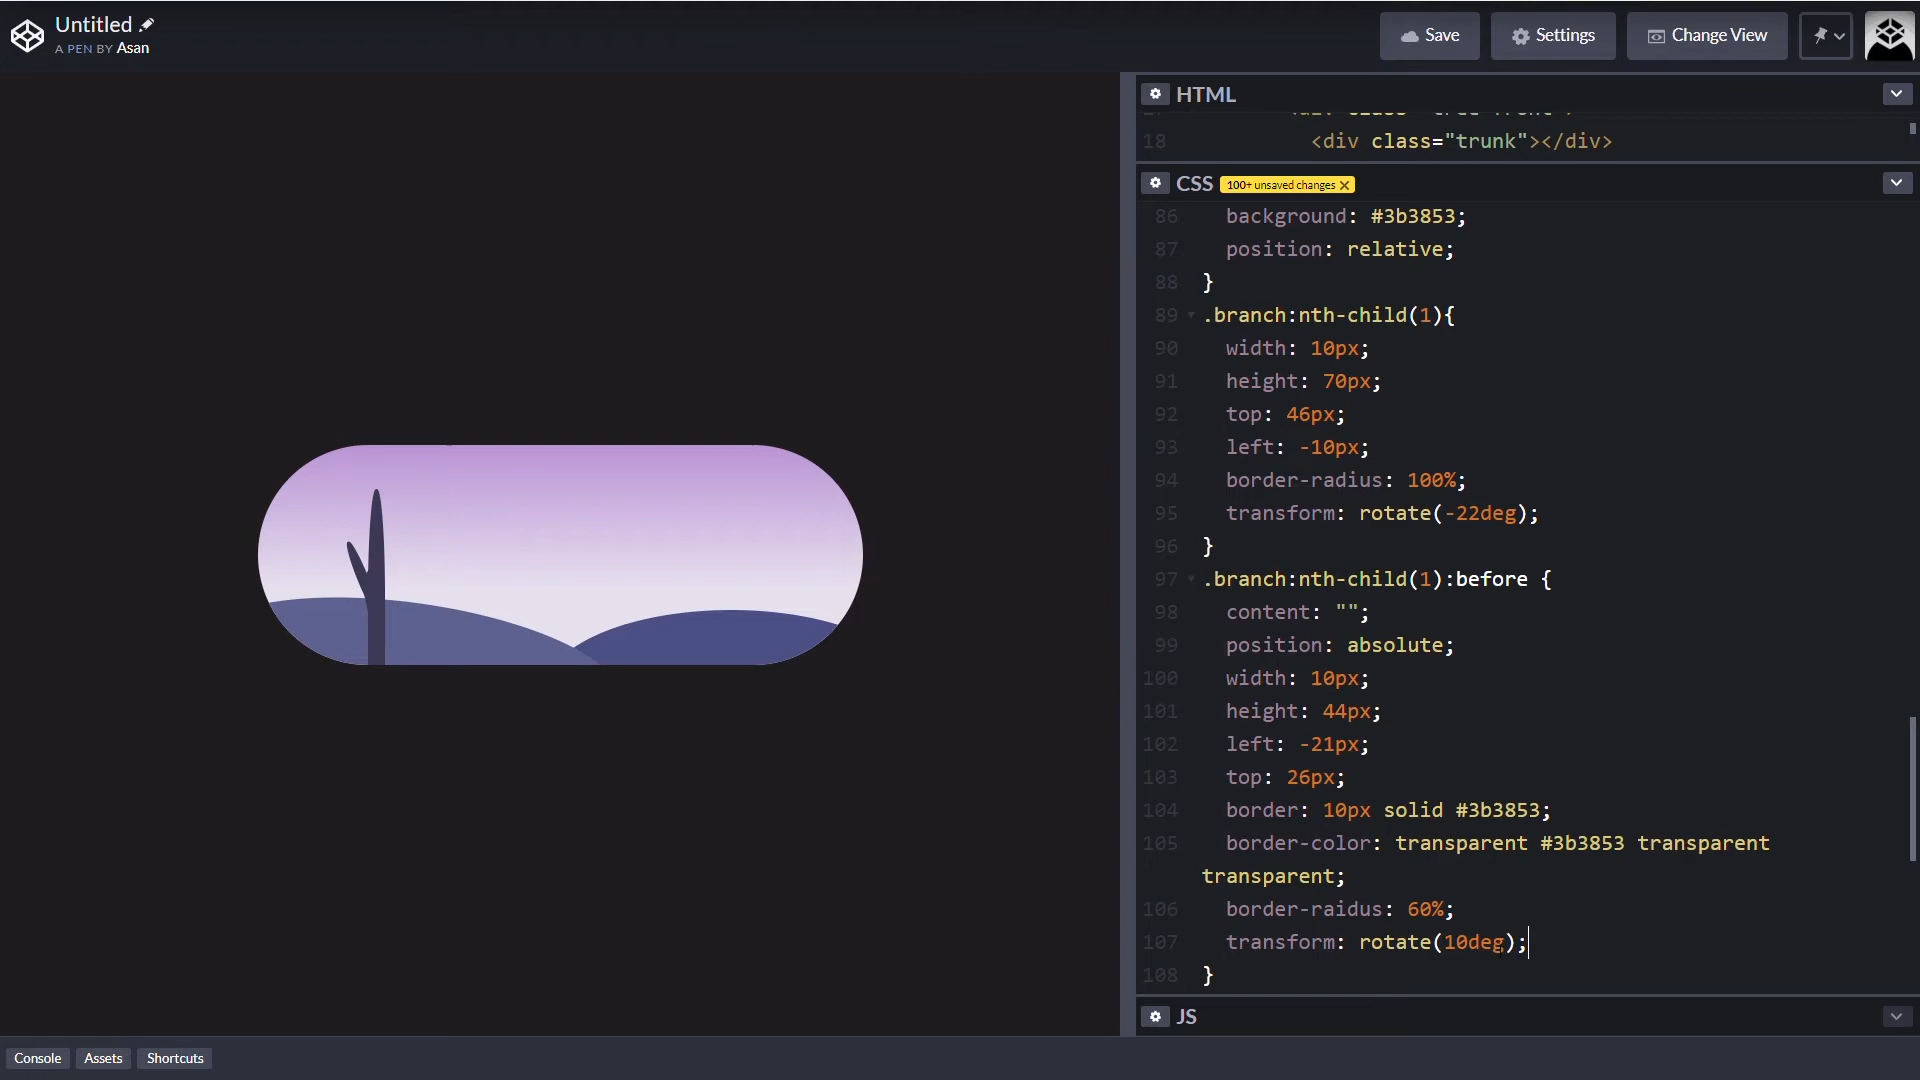 Untitled
A PEN BY Asan
Save
Settings
Change View
HTML
18 <div class="trunk"></div>
CSS 100+ unsaved changes X
86 background: #3b3853;
87 position: relative;
88 }
89 .branch:nth-child(1){
90 width: 10px;
91 height: 70px;
92 top: 46px;
93 left: -10px;
94 border-radius: 100%;
95 transform: rotate(-22deg);
96 }
97 .branch:nth-child(1):before {
98 content: "";
99 position: absolute;
100 width: 10px;
101 height: 44px;
102 left: -21px;
103 top: 26px;
104 border: 10px solid #3b3853;
105 border-color: transparent #3b3853 transparent
transparent;
106 border-raidus: 60%;
107 transform: rotate(10deg);
108 }
JS
Console
Assets
Shortcuts